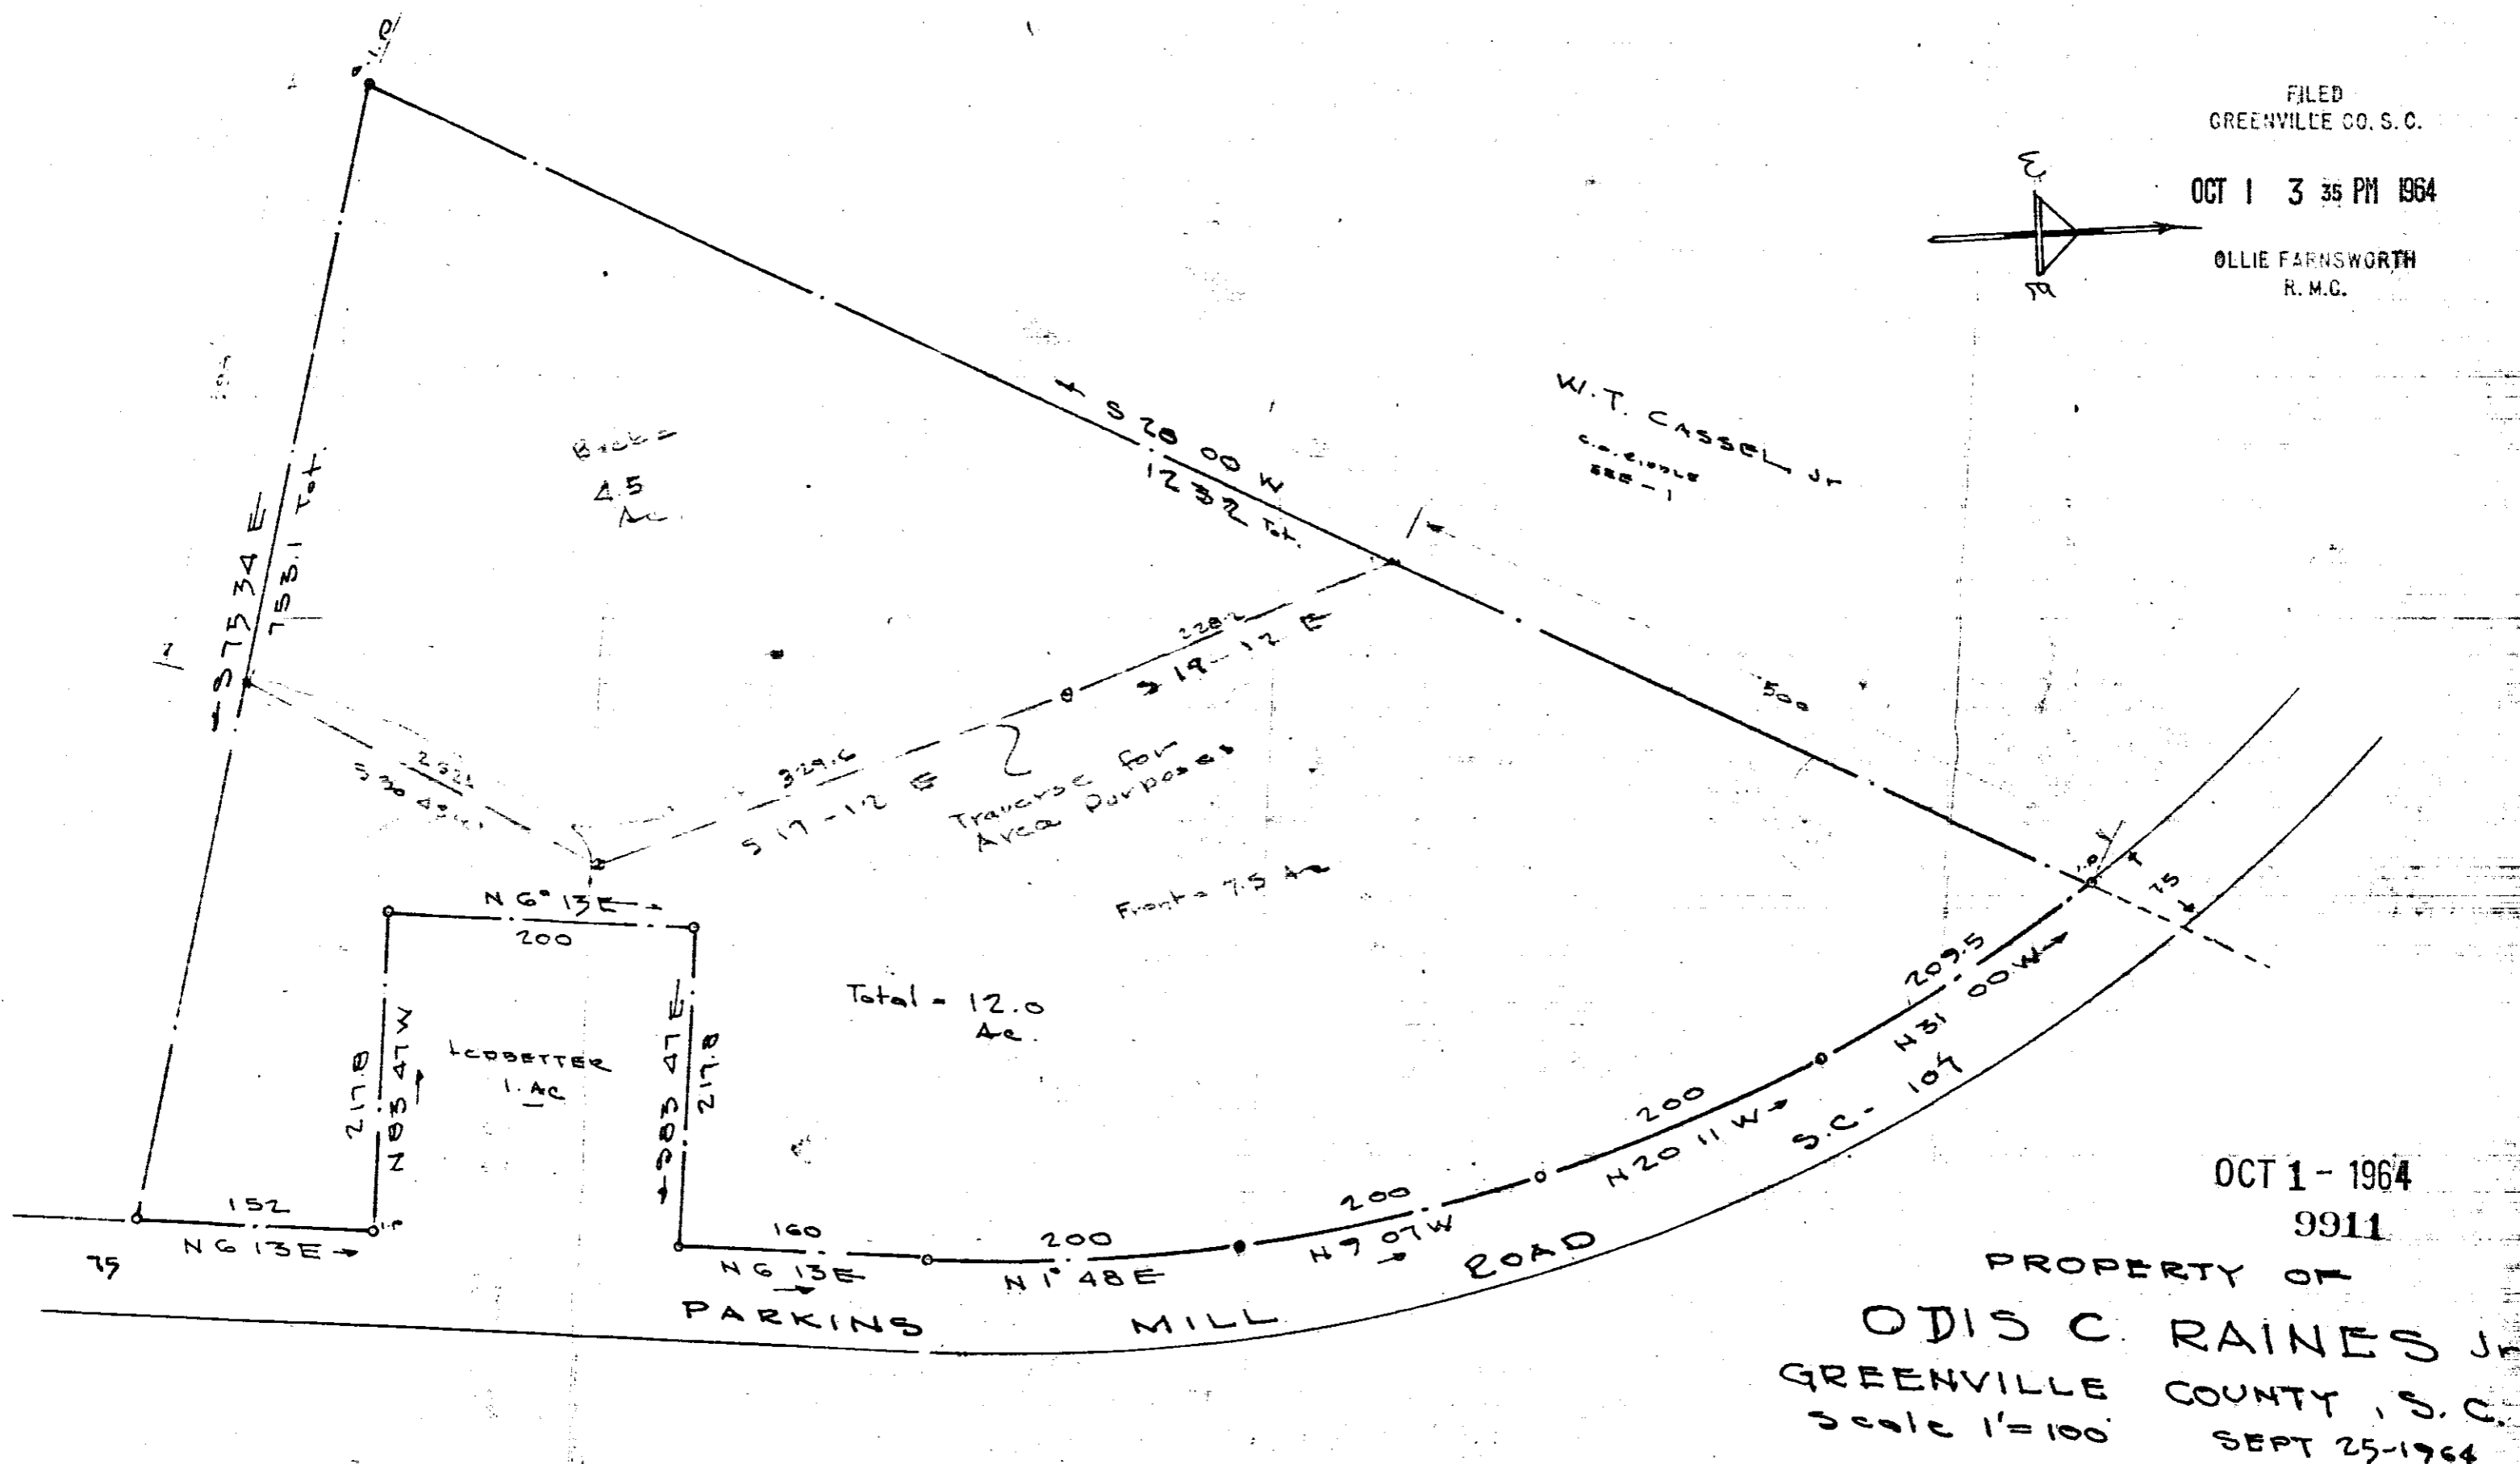 I.P.
FILED
GREENVILLE CO. S. C.
OCT 1 3 35 PM 1964
OLLIE FARNSWORTH
R. M. C.
W.T. CASSEL Jr
S 28 00 W
1232 Tot.
Back =
4.5
Ac.
S 75 34 E
753.1 Tot.
500
228.2
S 19-12 E
329.6
S 17-12 E
Traverse for
Area Purposes
Front = 7.5 Ac
I.P.
75
N 6° 13 E
200
Total = 12.0
Ac.
217.8
N 83 47 W
LEDBETTER
1. AC
S 83 47 E
217.8
209.5
N 31 00 W
200
N 20 11 W
S.C. - 107
200
N 9 07 W
152
N 6 13 E
75
160
N 6 13 E
200
N 1° 48 E
PARKINS MILL ROAD
OCT 1 - 1964
9911
PROPERTY OF
ODIS C. RAINES Jr
GREENVILLE COUNTY, S. C.
Scale 1"=100'
SEPT 25-1964